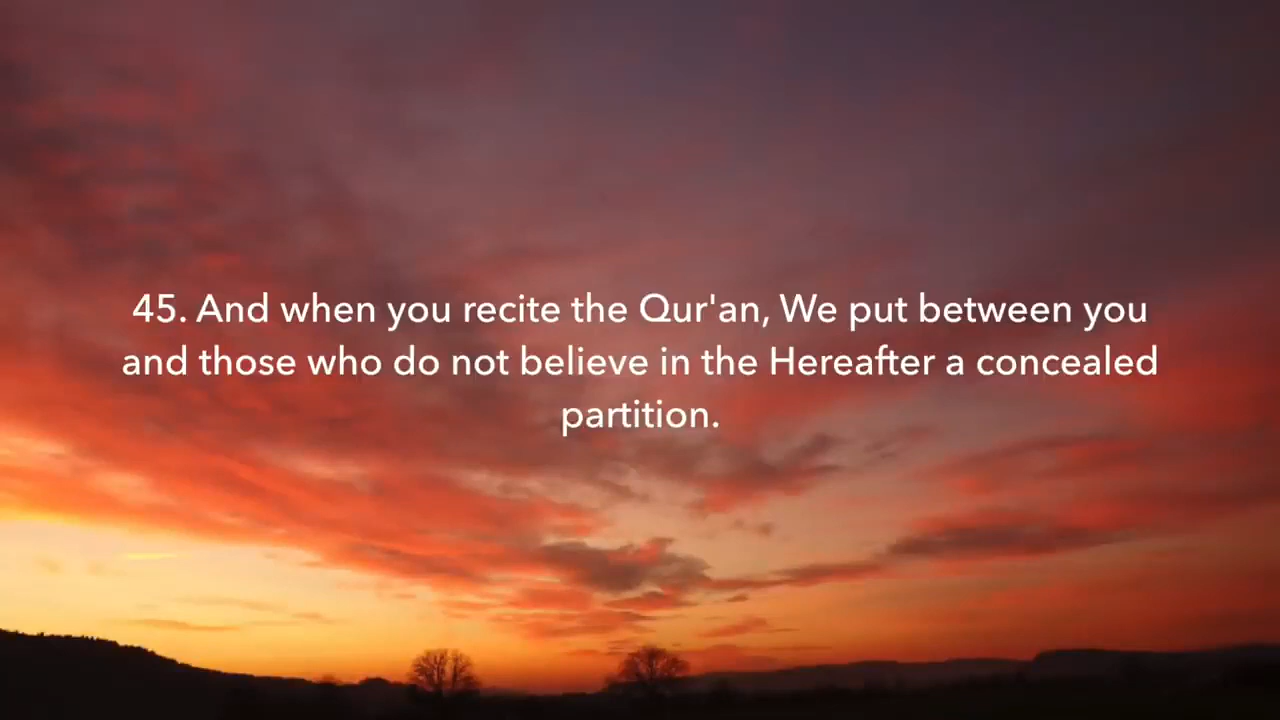 45. And when you recite the Qur'an, We put between you
and those who do not believe in the Hereafter a concealed
partition.